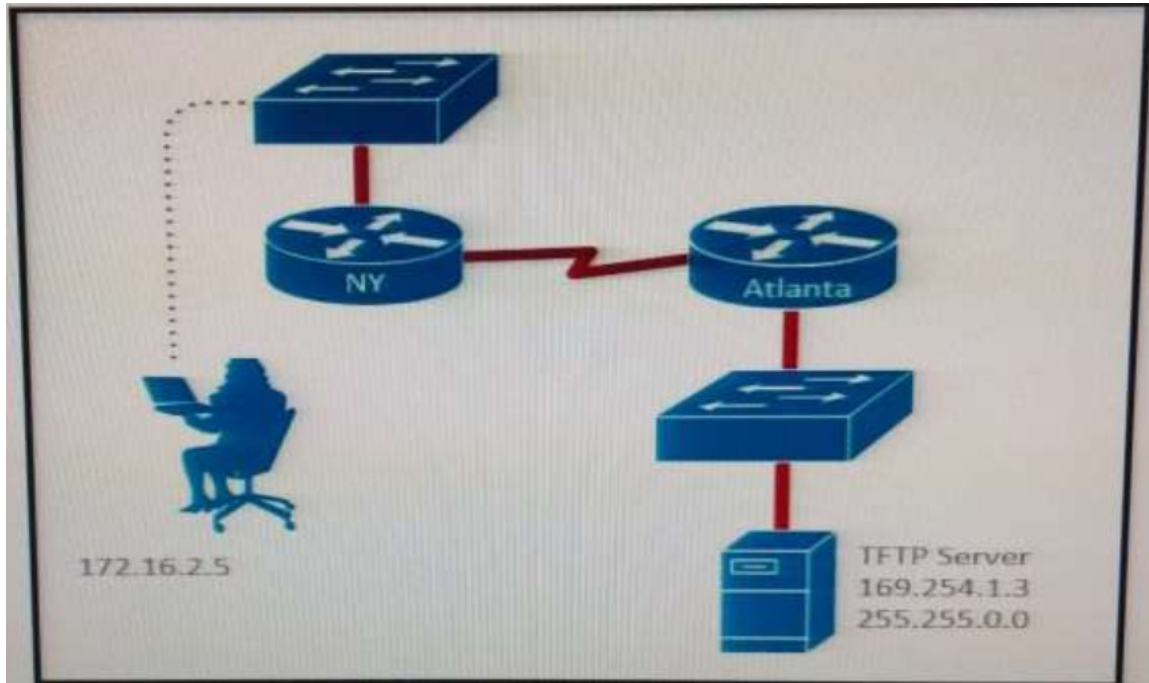 NY
Atlanta
172.16.2.5
TFTP Server
169.254.1.3
255.255.0.0